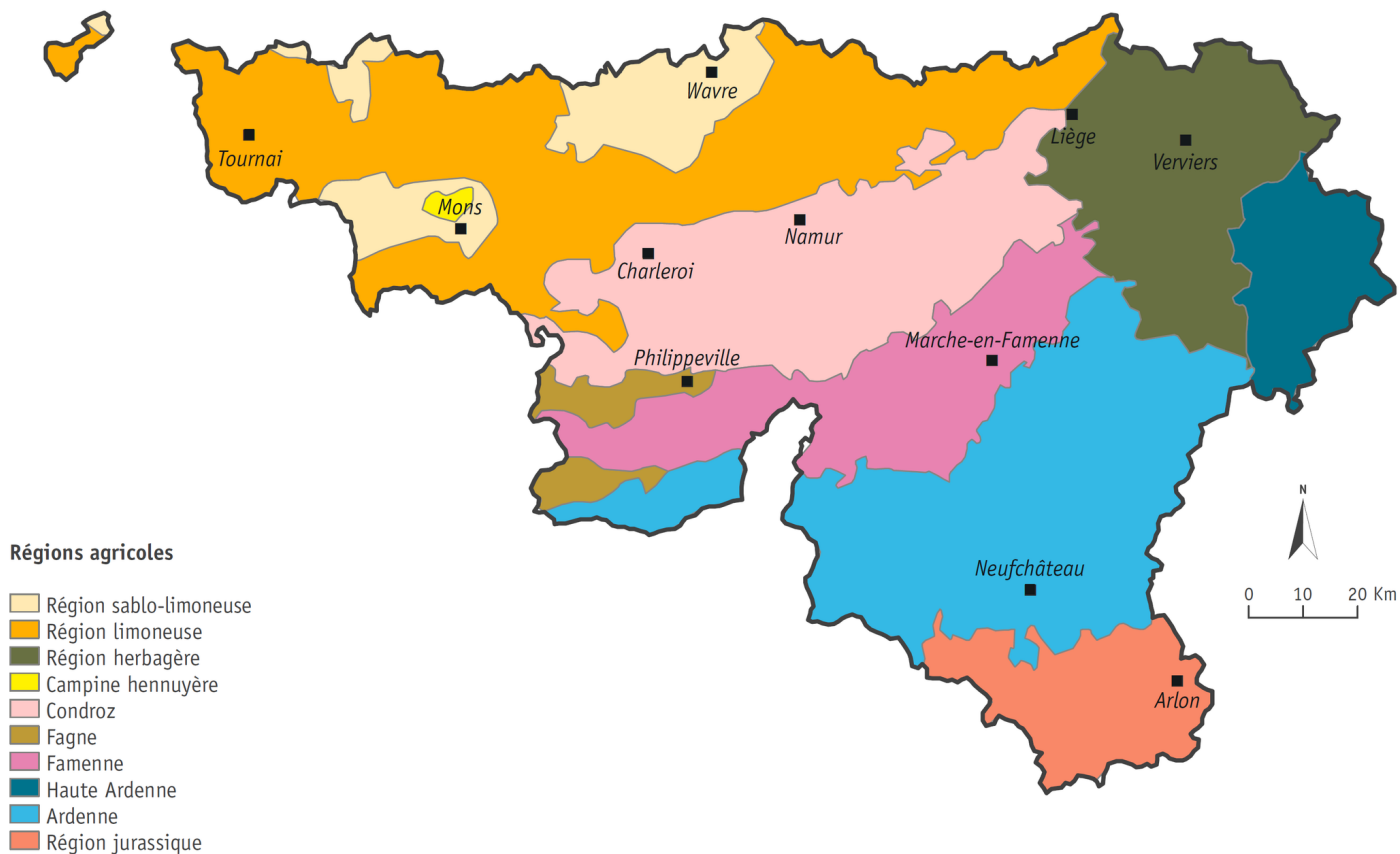 Wavre
Liège
Tournai
Verviers
Mons
Namur
Charleroi
Marche-en-Famenne
Philippeville
N
Neufchâteau
0 10 20 Km
Arlon
Régions agricoles
Région sablo-limoneuse
Région limoneuse
Région herbagère
Campine hennuyère
Condroz
Fagne
Famenne
Haute Ardenne
Ardenne
Région jurassique